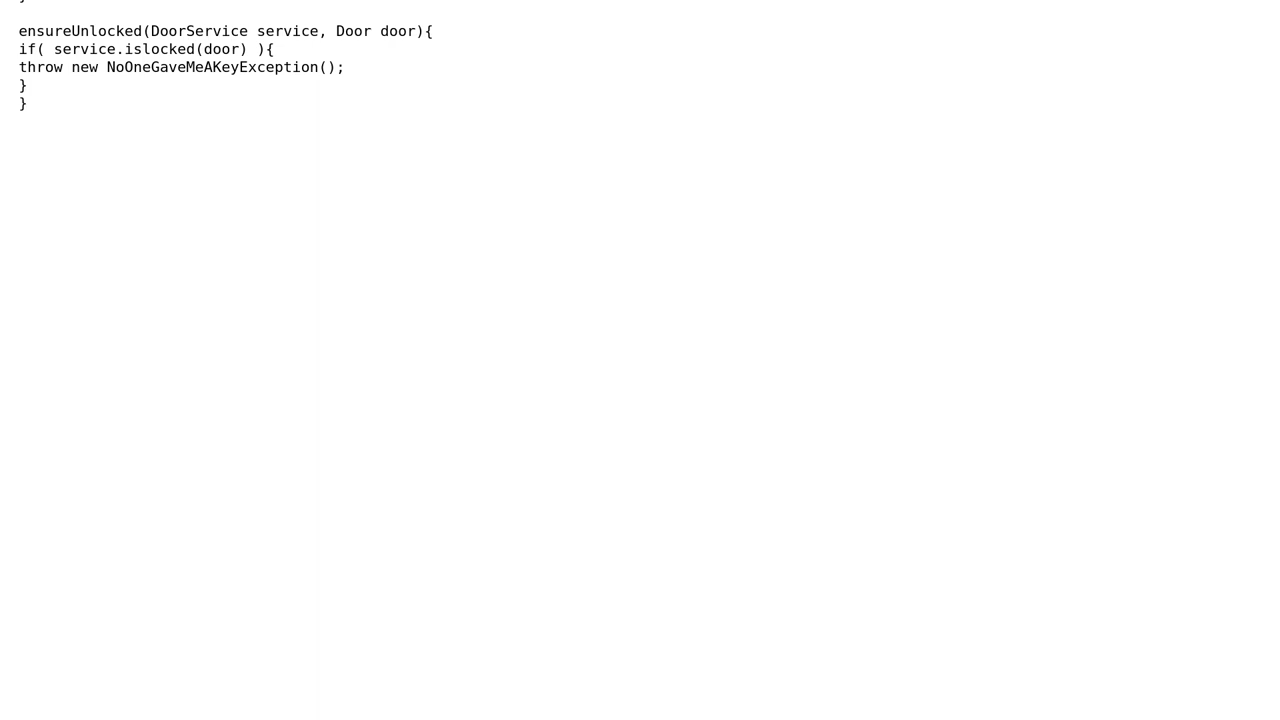 }
ensureUnlocked(DoorService service, Door door){
if( service.islocked(door) ){
throw new NoOneGaveMeAKeyException();
}
}